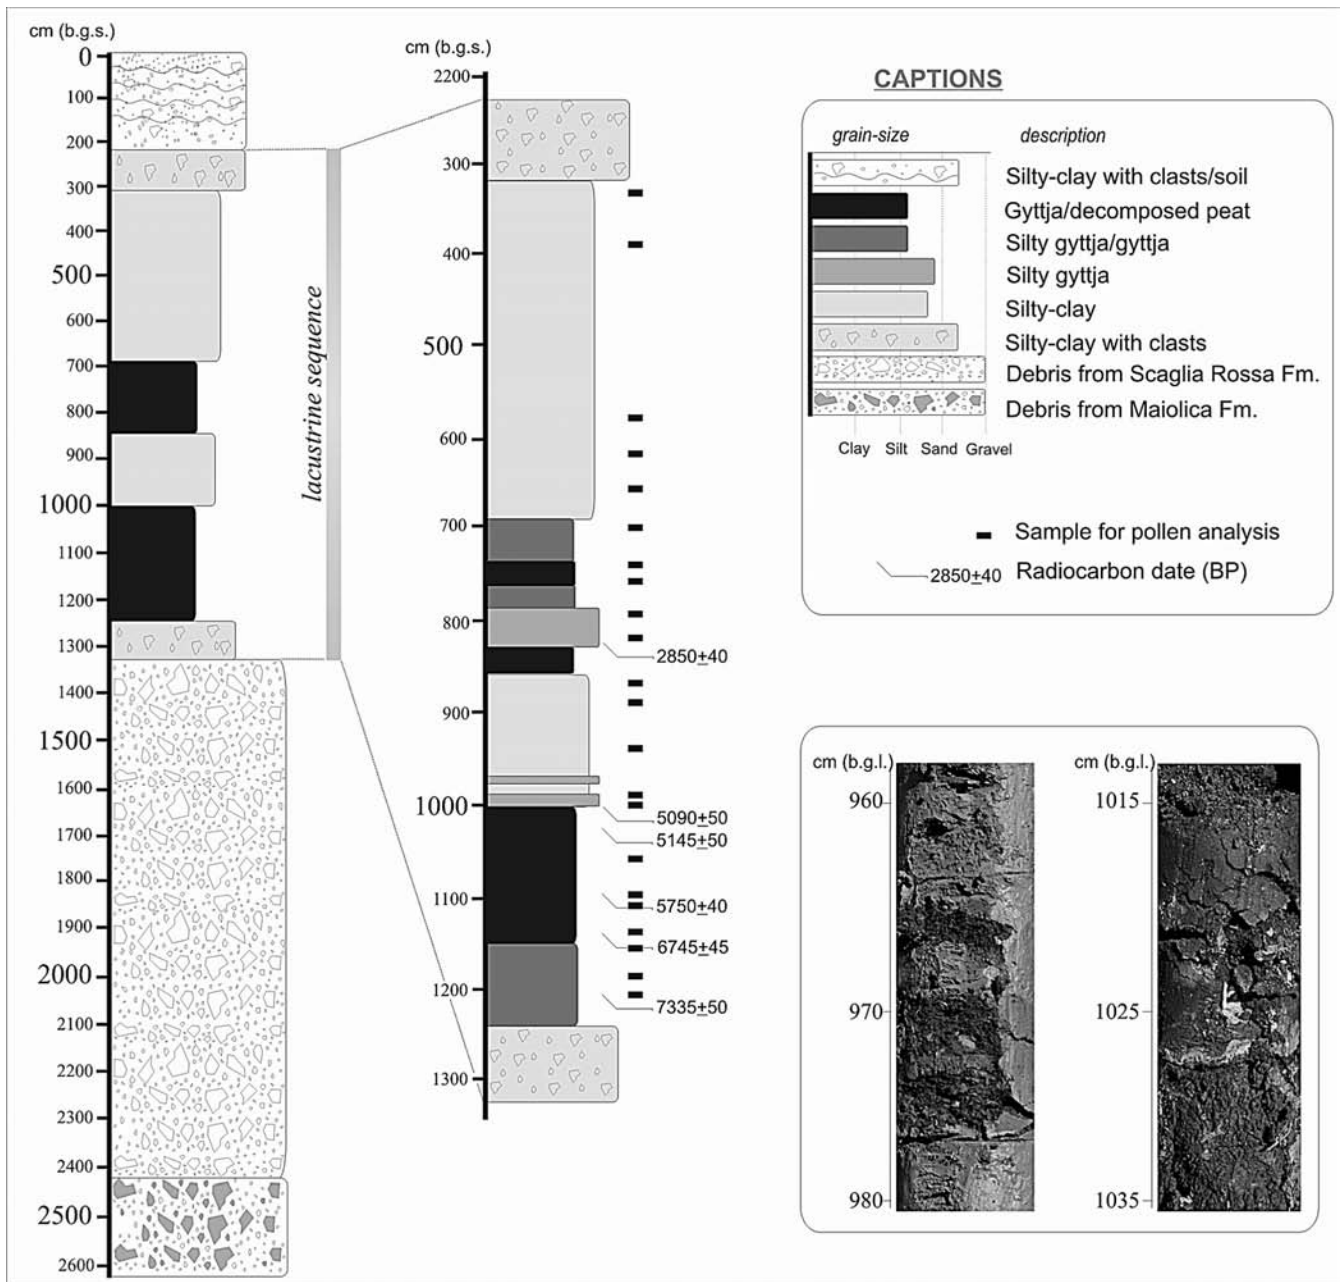 cm (b.g.s.)
0
100
200
300
400
500
600
700
800
900
1000
1100
1200
1300
1400
1500
1600
1700
1800
1900
2000
2100
2200
2300
2400
2500
2600
lacustrine sequence
cm (b.g.s.)
2200
300
400
500
600
700
800
900
1000
1100
1200
1300
2850±40
5090±50
5145±50
5750±40
6745±45
7335±50
CAPTIONS
grain-size description
Silty-clay with clasts/soil
Gyttja/decomposed peat
Silty gyttja/gyttja
Silty gyttja
Silty-clay
Silty-clay with clasts
Debris from Scaglia Rossa Fm.
Debris from Maiolica Fm.
Clay Silt Sand Gravel
Sample for pollen analysis
2850±40 Radiocarbon date (BP)
cm (b.g.l.)
960
970
980
cm (b.g.l.)
1015
1025
1035